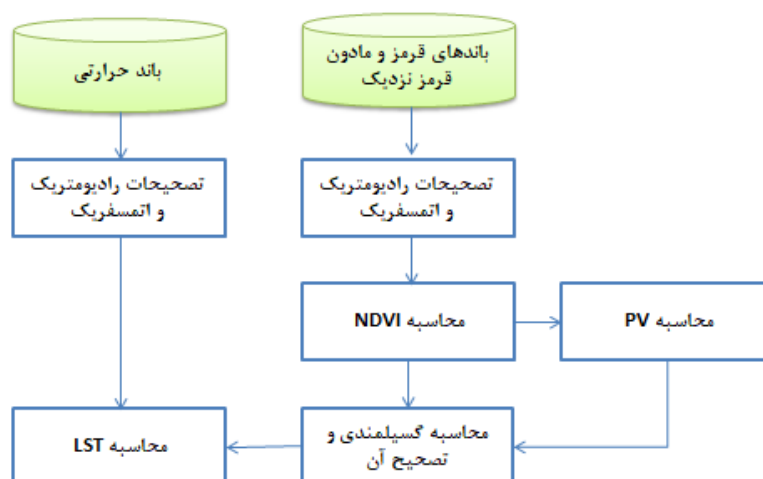 باندهای قرمز و مادون
قرمز نزدیک
باند حرارتی
تصحیحات رادیومتریک
و اتمسفریک
تصحیحات رادیومتریک
و اتمسفریک
محاسبه NDVI
محاسبه PV
محاسبه گسیلمندی و
تصحیح آن
محاسبه LST